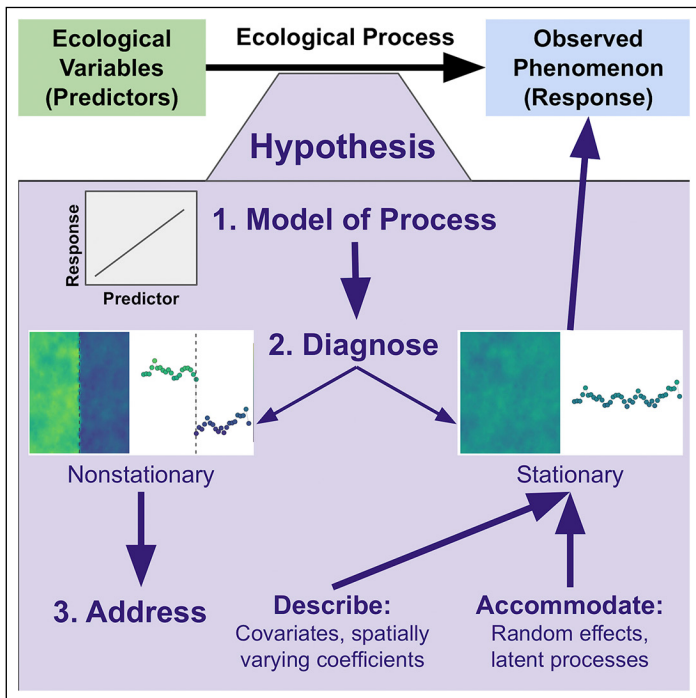 Ecological
Variables
(Predictors)
Ecological Process
Observed
Phenomenon
(Response)
Hypothesis
Response
Predictor
1. Model of Process
2. Diagnose
Nonstationary
Stationary
3. Address
Describe:
Covariates, spatially
varying coefficients
Accommodate:
Random effects,
latent processes